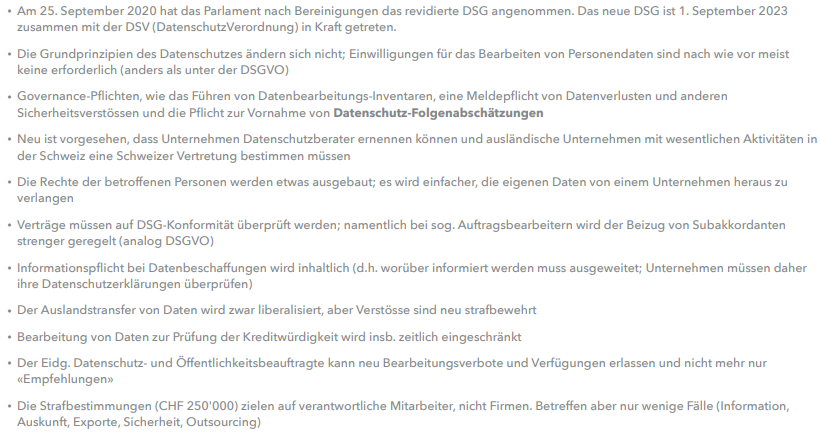 • Am 25. September 2020 hat das Parlament nach Bereinigungen das revidierte DSG angenommen. Das neue DSG ist 1. September 2023
zusammen mit der DSV (DatenschutzVerordnung) in Kraft getreten.
• Die Grundprinzipien des Datenschutzes ändern sich nicht; Einwilligungen für das Bearbeiten von Personendaten sind nach wie vor meist
keine erforderlich (anders als unter der DSGVO)
• Governance-Pflichten, wie das Führen von Datenbearbeitungs-Inventaren, eine Meldepflicht von Datenverlusten und anderen
Sicherheitsverstössen und die Pflicht zur Vornahme von Datenschutz-Folgenabschätzungen
• Neu ist vorgesehen, dass Unternehmen Datenschutzberater ernennen können und ausländische Unternehmen mit wesentlichen Aktivitäten in
der Schweiz eine Schweizer Vertretung bestimmen müssen
• Die Rechte der betroffenen Personen werden etwas ausgebaut; es wird einfacher, die eigenen Daten von einem Unternehmen heraus zu
verlangen
• Verträge müssen auf DSG-Konformität überprüft werden; namentlich bei sog. Auftragsbearbeitern wird der Beizug von Subakkordanten
strenger geregelt (analog DSGVO)
• Informationspflicht bei Datenbeschaffungen wird inhaltlich (d.h. worüber informiert werden muss ausgeweitet; Unternehmen müssen daher
ihre Datenschutzerklärungen überprüfen)
• Der Auslandstransfer von Daten wird zwar liberalisiert, aber Verstösse sind neu strafbewehrt
• Bearbeitung von Daten zur Prüfung der Kreditwürdigkeit wird insb. zeitlich eingeschränkt
• Der Eidg. Datenschutz- und Öffentlichkeitsbeauftragte kann neu Bearbeitungsverbote und Verfügungen erlassen und nicht mehr nur
«Empfehlungen»
• Die Strafbestimmungen (CHF 250'000) zielen auf verantwortliche Mitarbeiter, nicht Firmen. Betreffen aber nur wenige Fälle (Information,
Auskunft, Exporte, Sicherheit, Outsourcing)